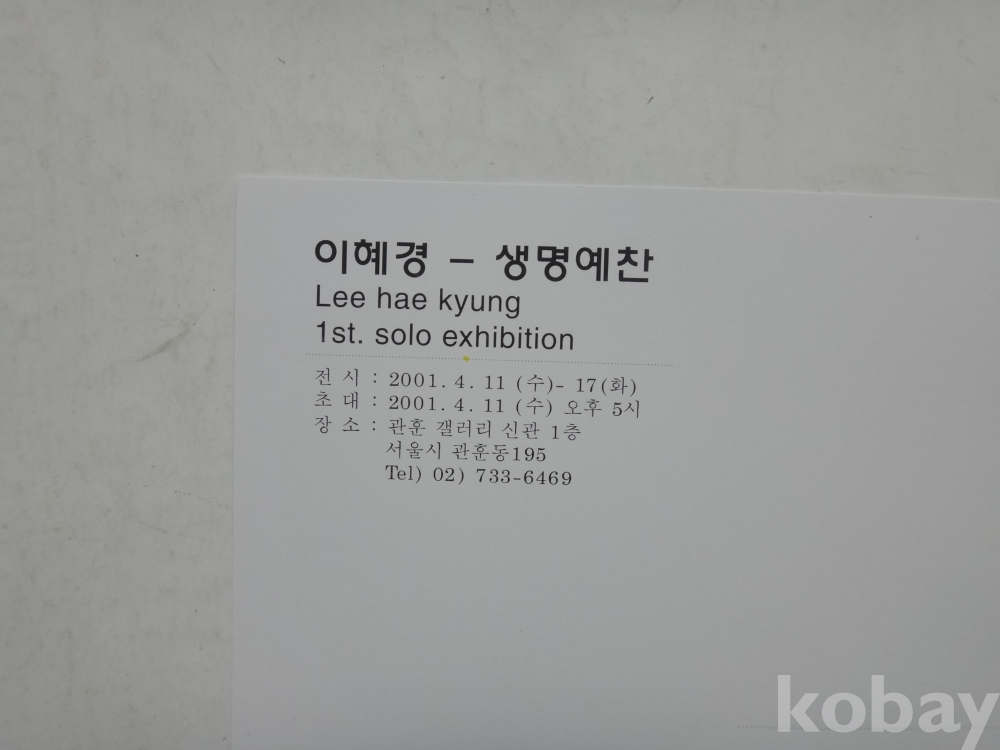 이혜경 – 생명예찬
Lee hae kyung
1st. solo exhibition
전 시 : 2001. 4. 11 (수)- 17(화)
초 대 : 2001. 4. 11 (수) 오후 5시
장 소 : 관훈 갤러리 신관 1층
서울시 관훈동195
Tel) 02) 733-6469
kobay